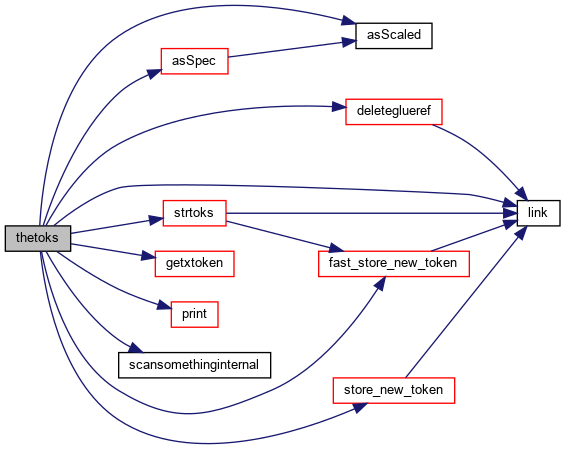 asScaled
asSpec
deleteglueref
link
strtoks
thetoks
getxtoken
fast_store_new_token
print
scansomethinginternal
store_new_token